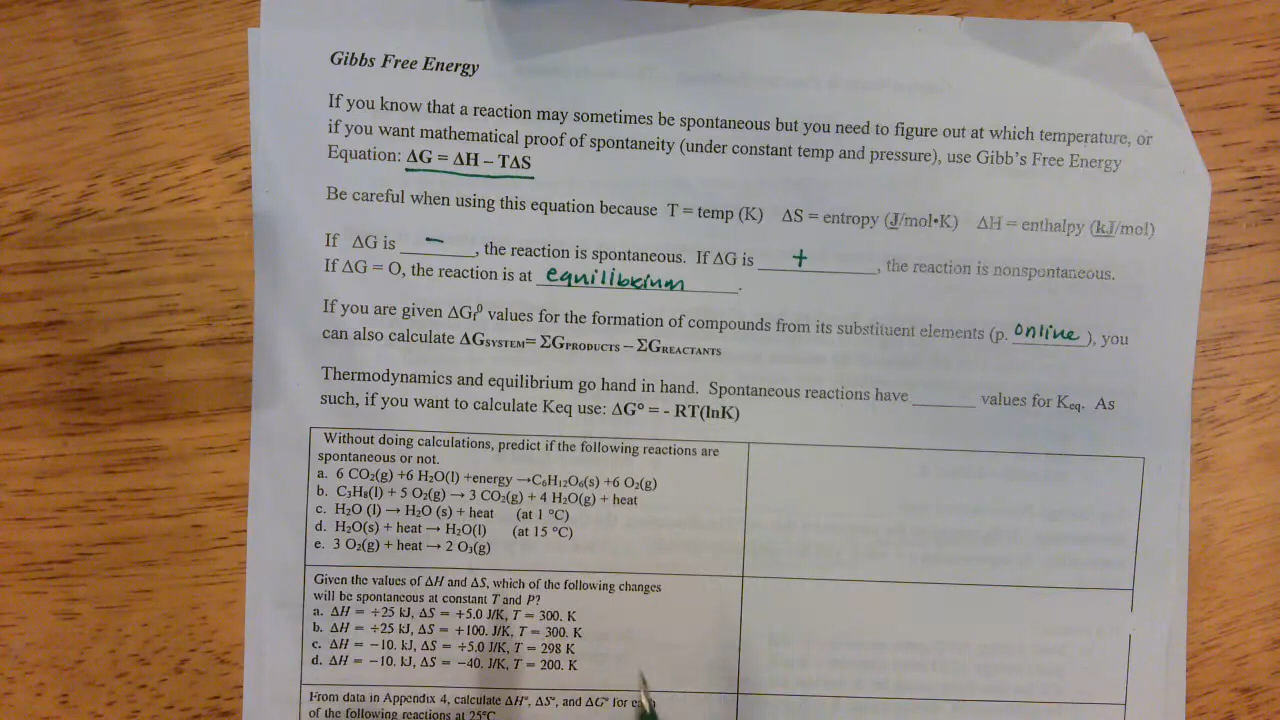 Gibbs Free Energy
If you know that a reaction may sometimes be spontaneous but you need to figure out at which temperature, or
if you want mathematical proof of spontaneity (under constant temp and pressure), use Gibb's Free Energy
Equation: ΔG = ΔH – TΔS
Be careful when using this equation because T = temp (K) ΔS = entropy (J/mol•K) ΔH = enthalpy (kJ/mol)
If ΔG is –, the reaction is spontaneous. If ΔG is +, the reaction is nonspontaneous.
If ΔG = O, the reaction is at equilibrium.
If you are given ΔGf⁰ values for the formation of compounds from its substituent elements (p. online), you
can also calculate ΔGSYSTEM= ΣGPRODUCTS – ΣGREACTANTS
Thermodynamics and equilibrium go hand in hand. Spontaneous reactions have ______ values for Keq. As
such, if you want to calculate Keq use: ΔG° = - RT(lnK)
Without doing calculations, predict if the following reactions are
spontaneous or not.
a. 6 CO₂(g) +6 H₂O(l) +energy →C₆H₁₂O₆(s) +6 O₂(g)
b. C₃H₈(l) + 5 O₂(g) → 3 CO₂(g) + 4 H₂O(g) + heat
c. H₂O (l) → H₂O (s) + heat (at 1 °C)
d. H₂O(s) + heat → H₂O(l) (at 15 °C)
e. 3 O₂(g) + heat → 2 O₃(g)
Given the values of ΔH and ΔS, which of the following changes
will be spontaneous at constant T and P?
a. ΔH = +25 kJ, ΔS = +5.0 J/K, T = 300. K
b. ΔH = +25 kJ, ΔS = +100. J/K, T = 300. K
c. ΔH = −10. kJ, ΔS = +5.0 J/K, T = 298 K
d. ΔH = −10. kJ, ΔS = −40. J/K, T = 200. K
From data in Appendix 4, calculate ΔH°, ΔS°, and ΔG° for
of the following reactions at 25°C